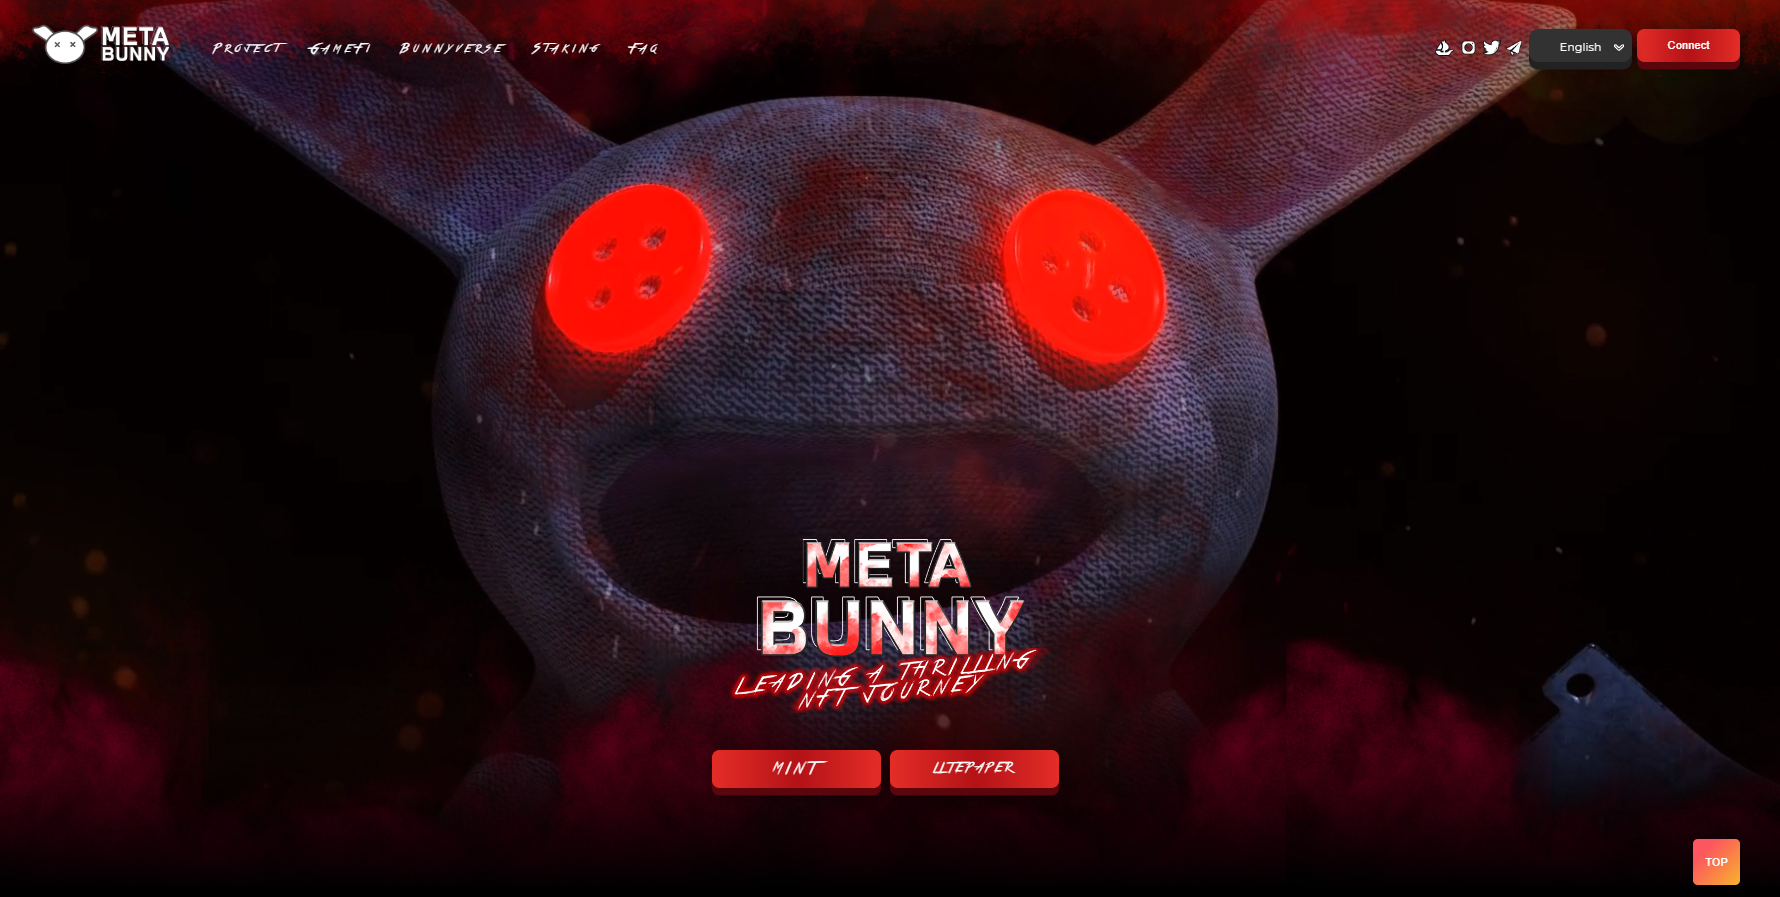 META
BUNNY
PROJECT GAMEFI BUNNYVERSE STAKING FAQ
English
Connect
META
BUNNY
LEADING A THRILLING
NFT JOURNEY
MINT
LITEPAPER
TOP